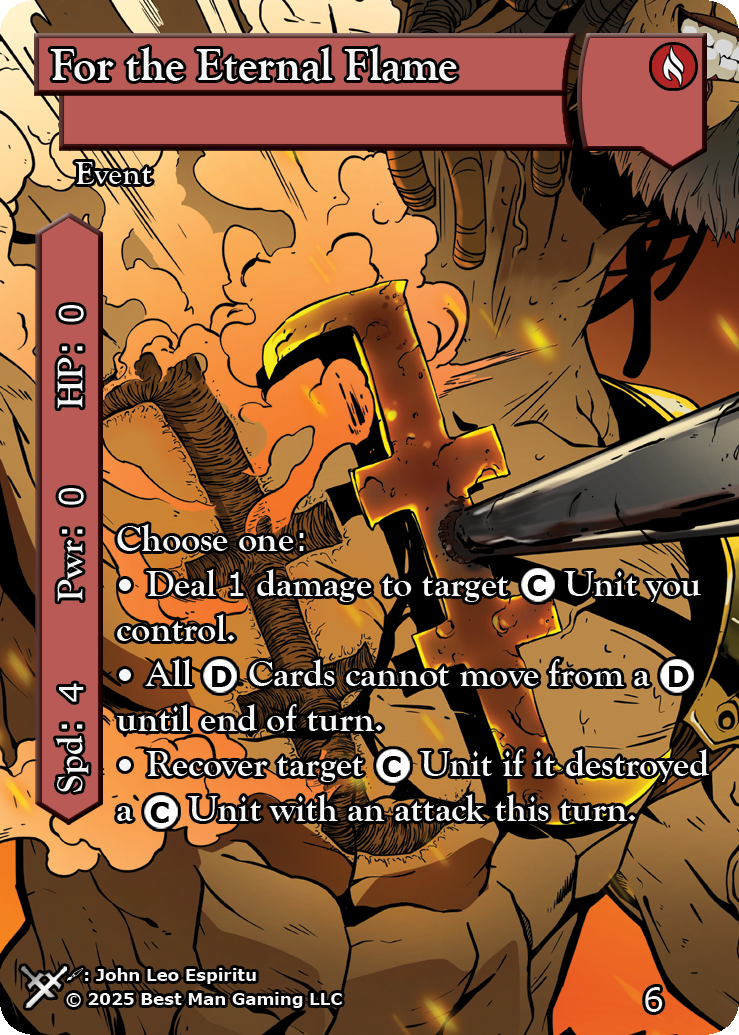 For the Eternal Flame
Event
HP: 0
Pwr: 0
Spd: 4
Choose one:
• Deal 1 damage to target C Unit you
control.
• All D Cards cannot move from a D
until end of turn.
• Recover target C Unit if it destroyed
a C Unit with an attack this turn.
: John Leo Espiritu
© 2025 Best Man Gaming LLC
6